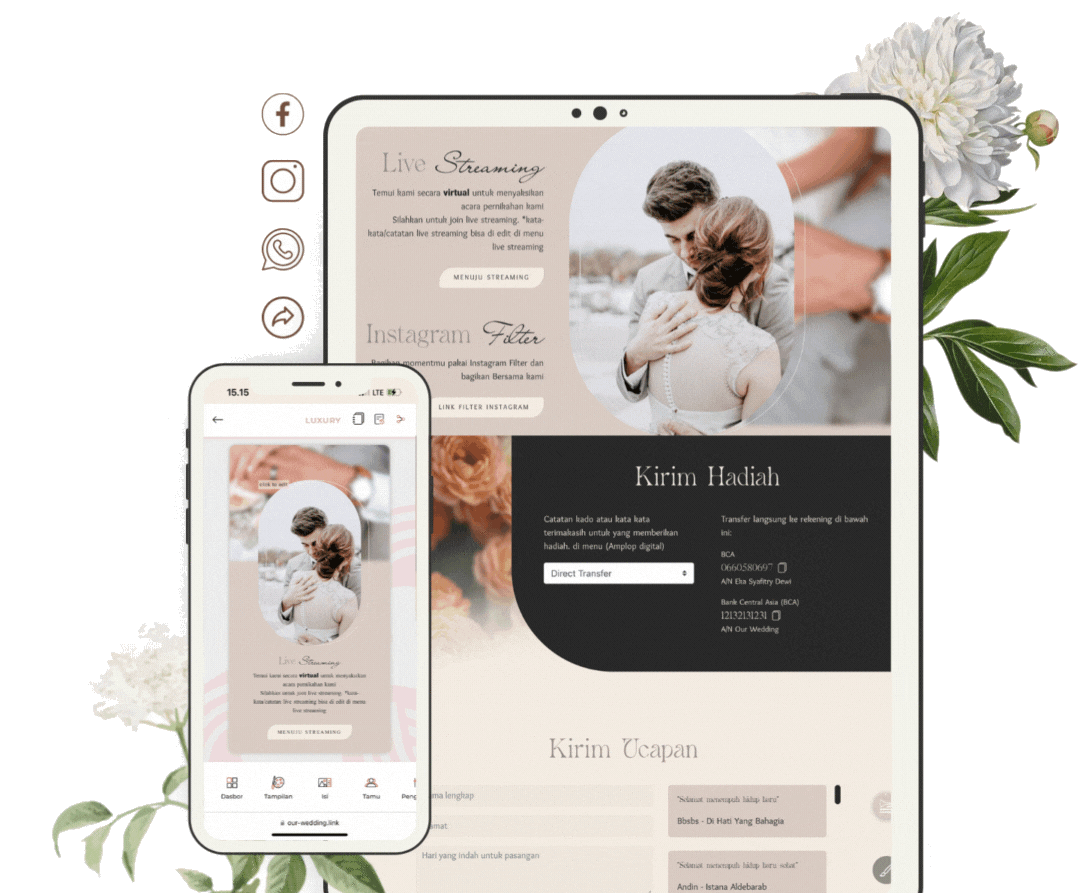 Live Streaming
Temui kami secara virtual untuk menyaksikan
acara pernikahan kami
Silahkan untuk join live streaming. *kata-
kata/catatan live streaming bisa di edit di menu
live streaming
MENUJU STREAMING
Instagram Filter
Bagikan momentmu pakai Instagram Filter dan
bagikan Bersama kami
LINK FILTER INSTAGRAM
Kirim Hadiah
Catatan kado atau kata kata
terimakasih untuk yang memberikan
hadiah. di menu (Amplop digital)
Direct Transfer
Transfer langsung ke rekening di bawah
ini:
BCA
0660580697
A/N Elsa Syafitry Dewi
Bank Central Asia (BCA)
12132131231
A/N Our Wedding
Kirim Ucapan
ma lengkap
amat
Hari yang indah untuk pasangan
"Selamat menempuh hidup baru"
Bbsbs - Di Hati Yang Bahagia
"Selamat menempuh hidup baru sobat"
Andin - Istana Aldebarab
15.15
LTE
LUXURY
click to edit
Live Streaming
Temui kami secara virtual untuk menyaksikan
acara pernikahan kami
Silahkan untuk join live streaming. *kata-
kata/catatan live streaming bisa di edit di menu
live streaming
MENUJU STREAMING
Dasbor
Tampilan
Isi
Tamu
Peng
our-wedding.link